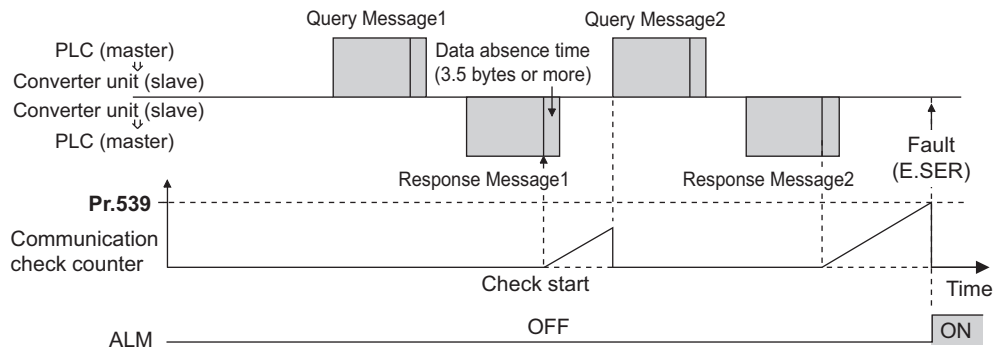 Query Message1
Query Message2
PLC (master)
Converter unit (slave)
Data absence time
(3.5 bytes or more)
Converter unit (slave)
PLC (master)
Fault
(E.SER)
Response Message1
Response Message2
Pr.539
Communication
check counter
Check start
Time
ALM
OFF
ON